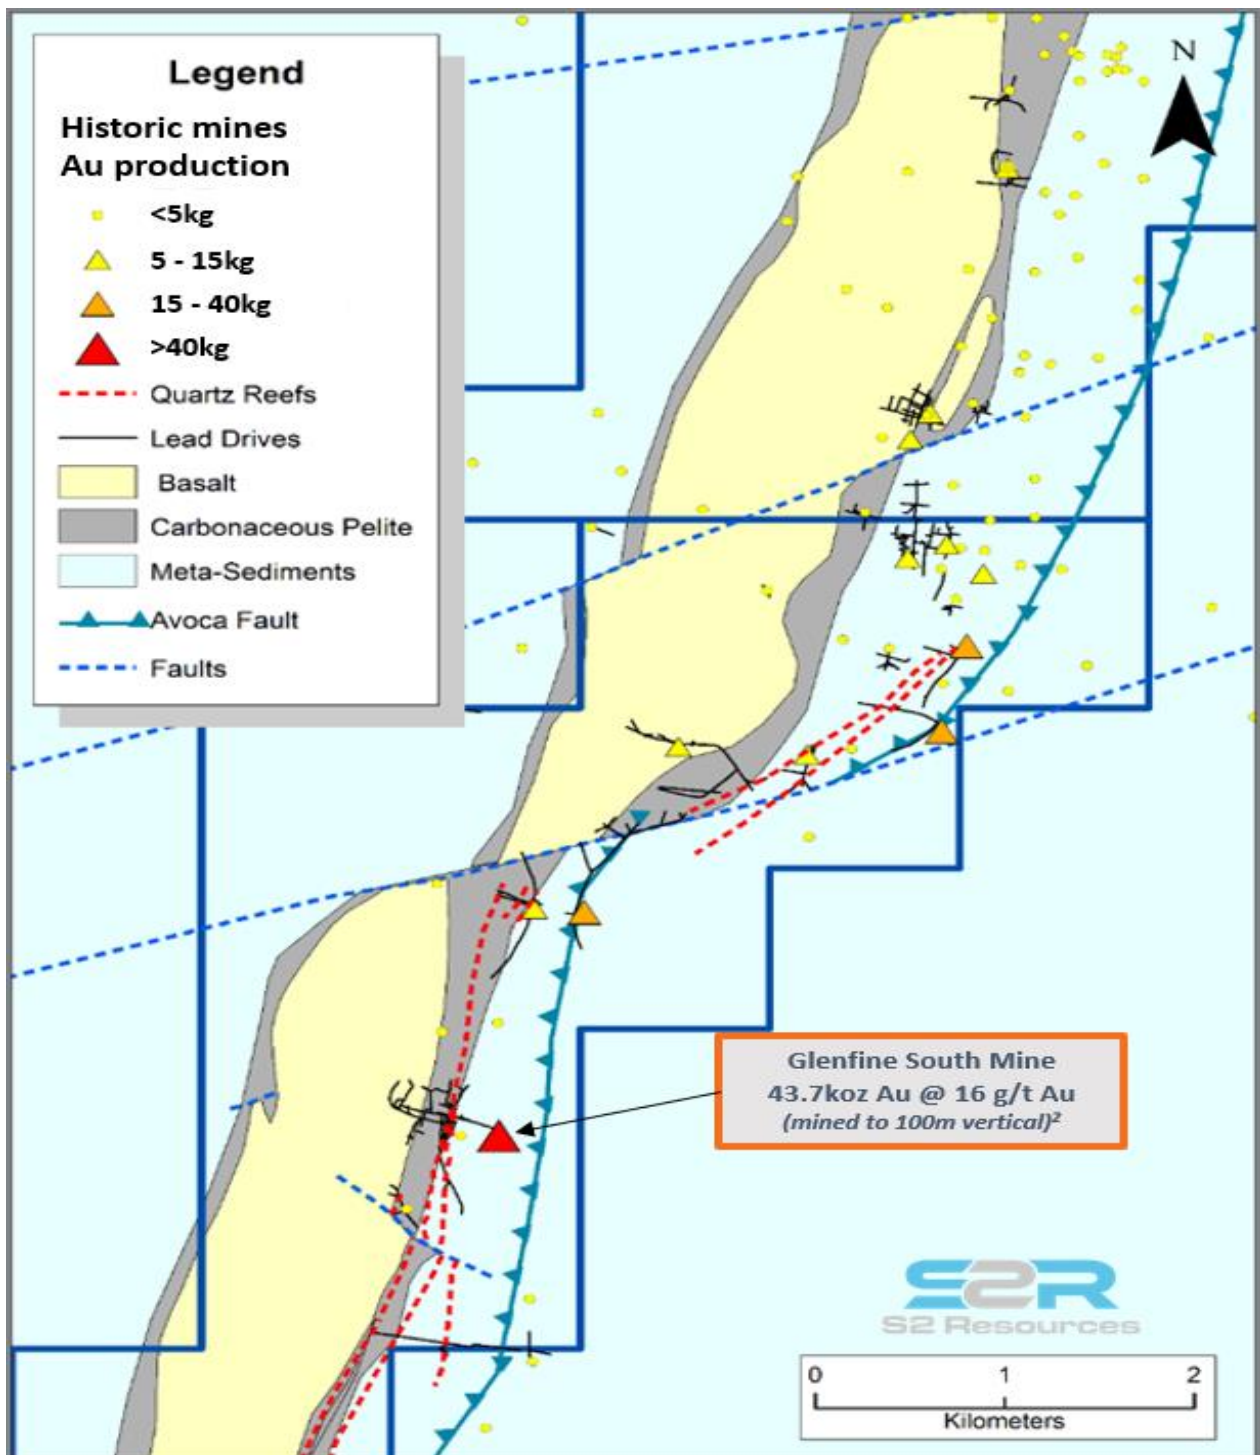 Legend
Historic mines
Au production
<5kg
5 - 15kg
15 - 40kg
>40kg
Quartz Reefs
Lead Drives
Basalt
Carbonaceous Pelite
Meta-Sediments
Avoca Fault
Faults
N
Glenfine South Mine
43.7koz Au @ 16 g/t Au
(mined to 100m vertical)²
S2R
S2 Resources
0 1 2
Kilometers